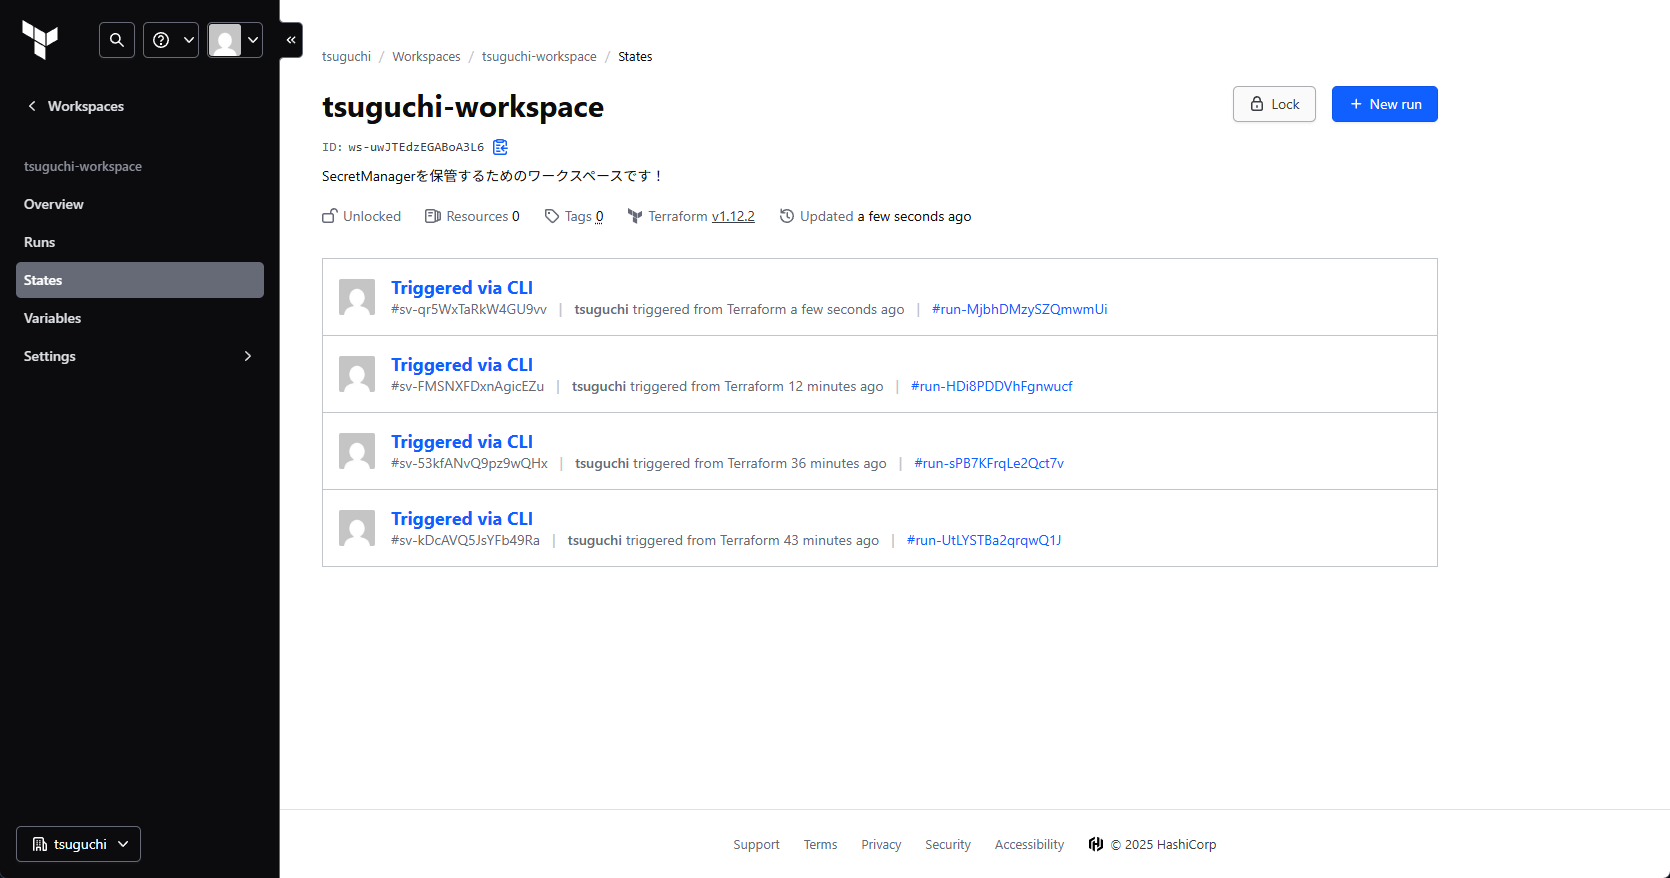 Workspaces
tsuguchi-workspace
Overview
Runs
States
Variables
Settings
tsuguchi
tsuguchi / Workspaces / tsuguchi-workspace / States
tsuguchi-workspace
Lock
+ New run
ID: ws-uwJTEdzEGABoA3L6
SecretManagerを保管するためのワークスペースです！
Unlocked Resources 0 Tags 0 Terraform v1.12.2 Updated a few seconds ago
Triggered via CLI
#sv-qr5WxTaRkW4GU9vv | tsuguchi triggered from Terraform a few seconds ago | #run-MjbhDMzySZQmwmUi
Triggered via CLI
#sv-FMSNXFDxnAgicEZu | tsuguchi triggered from Terraform 12 minutes ago | #run-HDi8PDDVhFgnwucf
Triggered via CLI
#sv-53kfANvQ9pz9wQHx | tsuguchi triggered from Terraform 36 minutes ago | #run-sPB7KFrqLe2Qct7v
Triggered via CLI
#sv-kDcAVQ5JsYFb49Ra | tsuguchi triggered from Terraform 43 minutes ago | #run-UtLYSTBa2qrqwQ1J
Support Terms Privacy Security Accessibility © 2025 HashiCorp